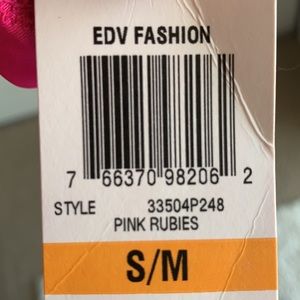 EDV FASHION
7 66370 98206 2
STYLE 33504P248
PINK RUBIES
S/M